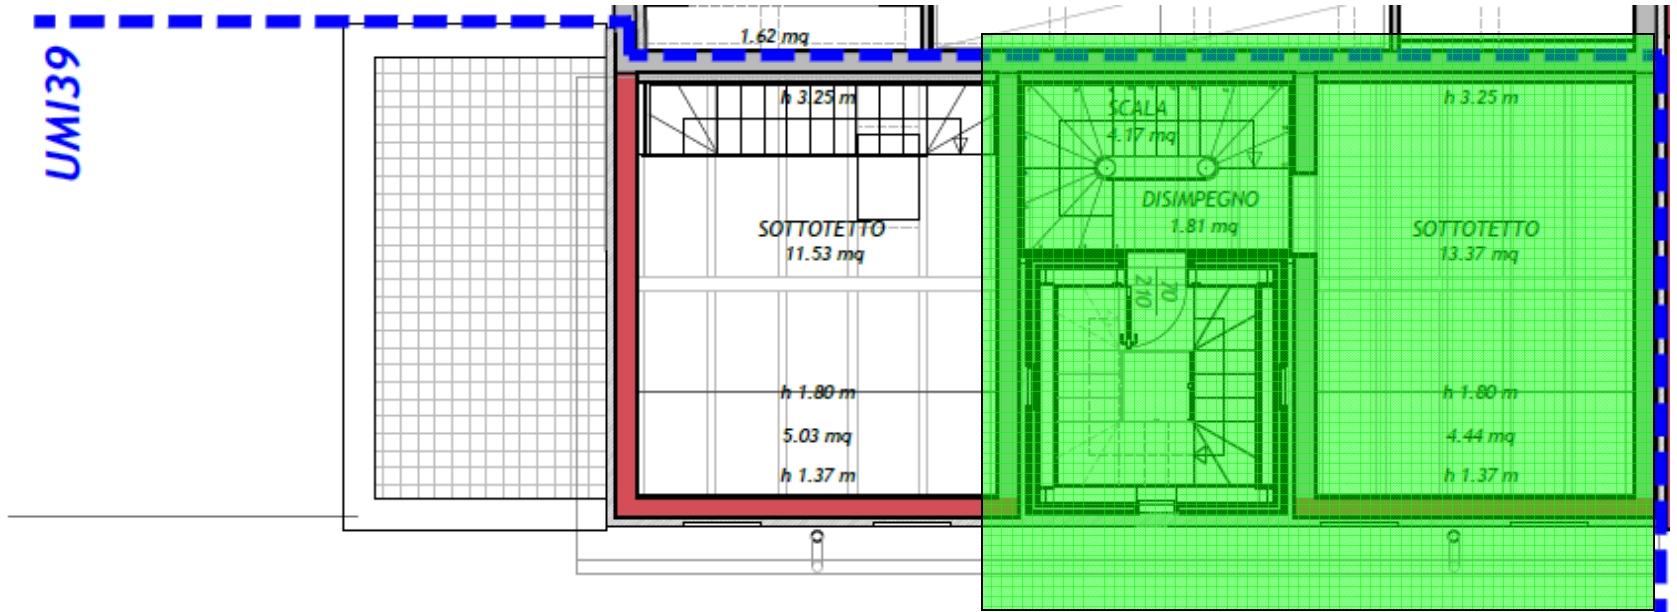 UMI39
1.62 mq
h 3.25 m
SOTTOTETTO
11.53 mq
h 1.80 m
5.03 mq
h 1.37 m
SCALA
4.17 mq
DISIMPEGNO
1.81 mq
70
210
h 3.25 m
SOTTOTETTO
13.37 mq
h 1.80 m
4.44 mq
h 1.37 m